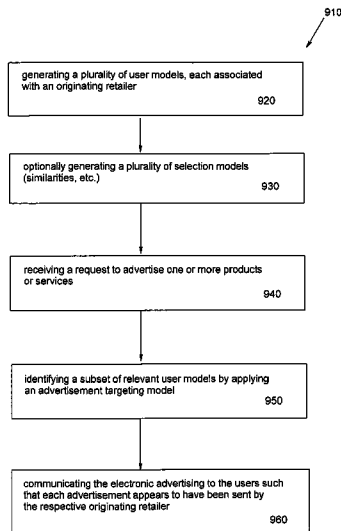 910
generating a plurality of user models, each associated
with an originating retailer
920
optionally generating a plurality of selection models
(similarities, etc.)
930
receiving a request to advertise one or more products
or services
940
identifying a subset of relevant user models by applying
an advertisement targeting model
950
communicating the electronic advertising to the users such
that each advertisement appears to have been sent by
the respective originating retailer
960